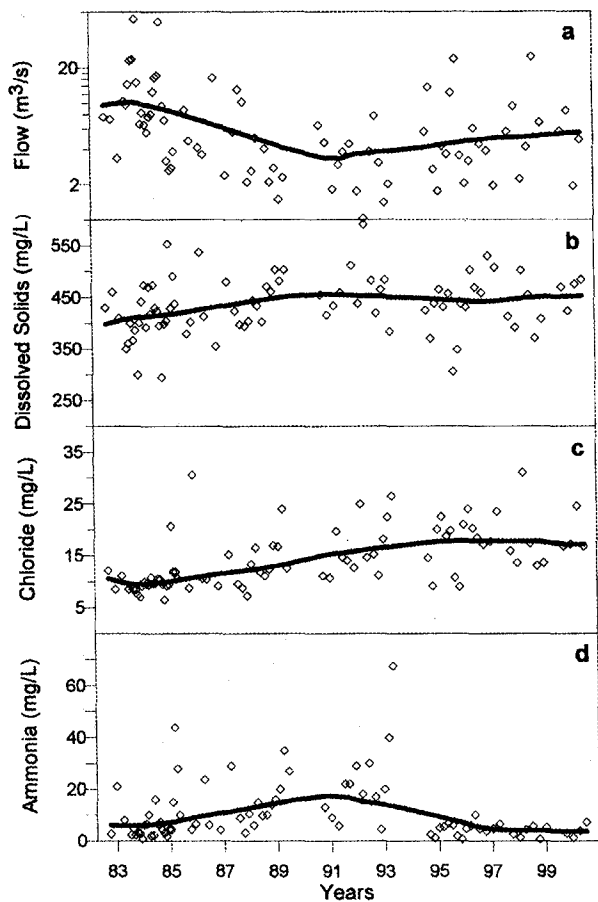 a
Flow (m³/s)
20
2
b
Dissolved Solids (mg/L)
550
450
350
250
c
Chloride (mg/L)
35
25
15
5
d
Ammonia (mg/L)
60
40
20
0
83 85 87 89 91 93 95 97 99
Years